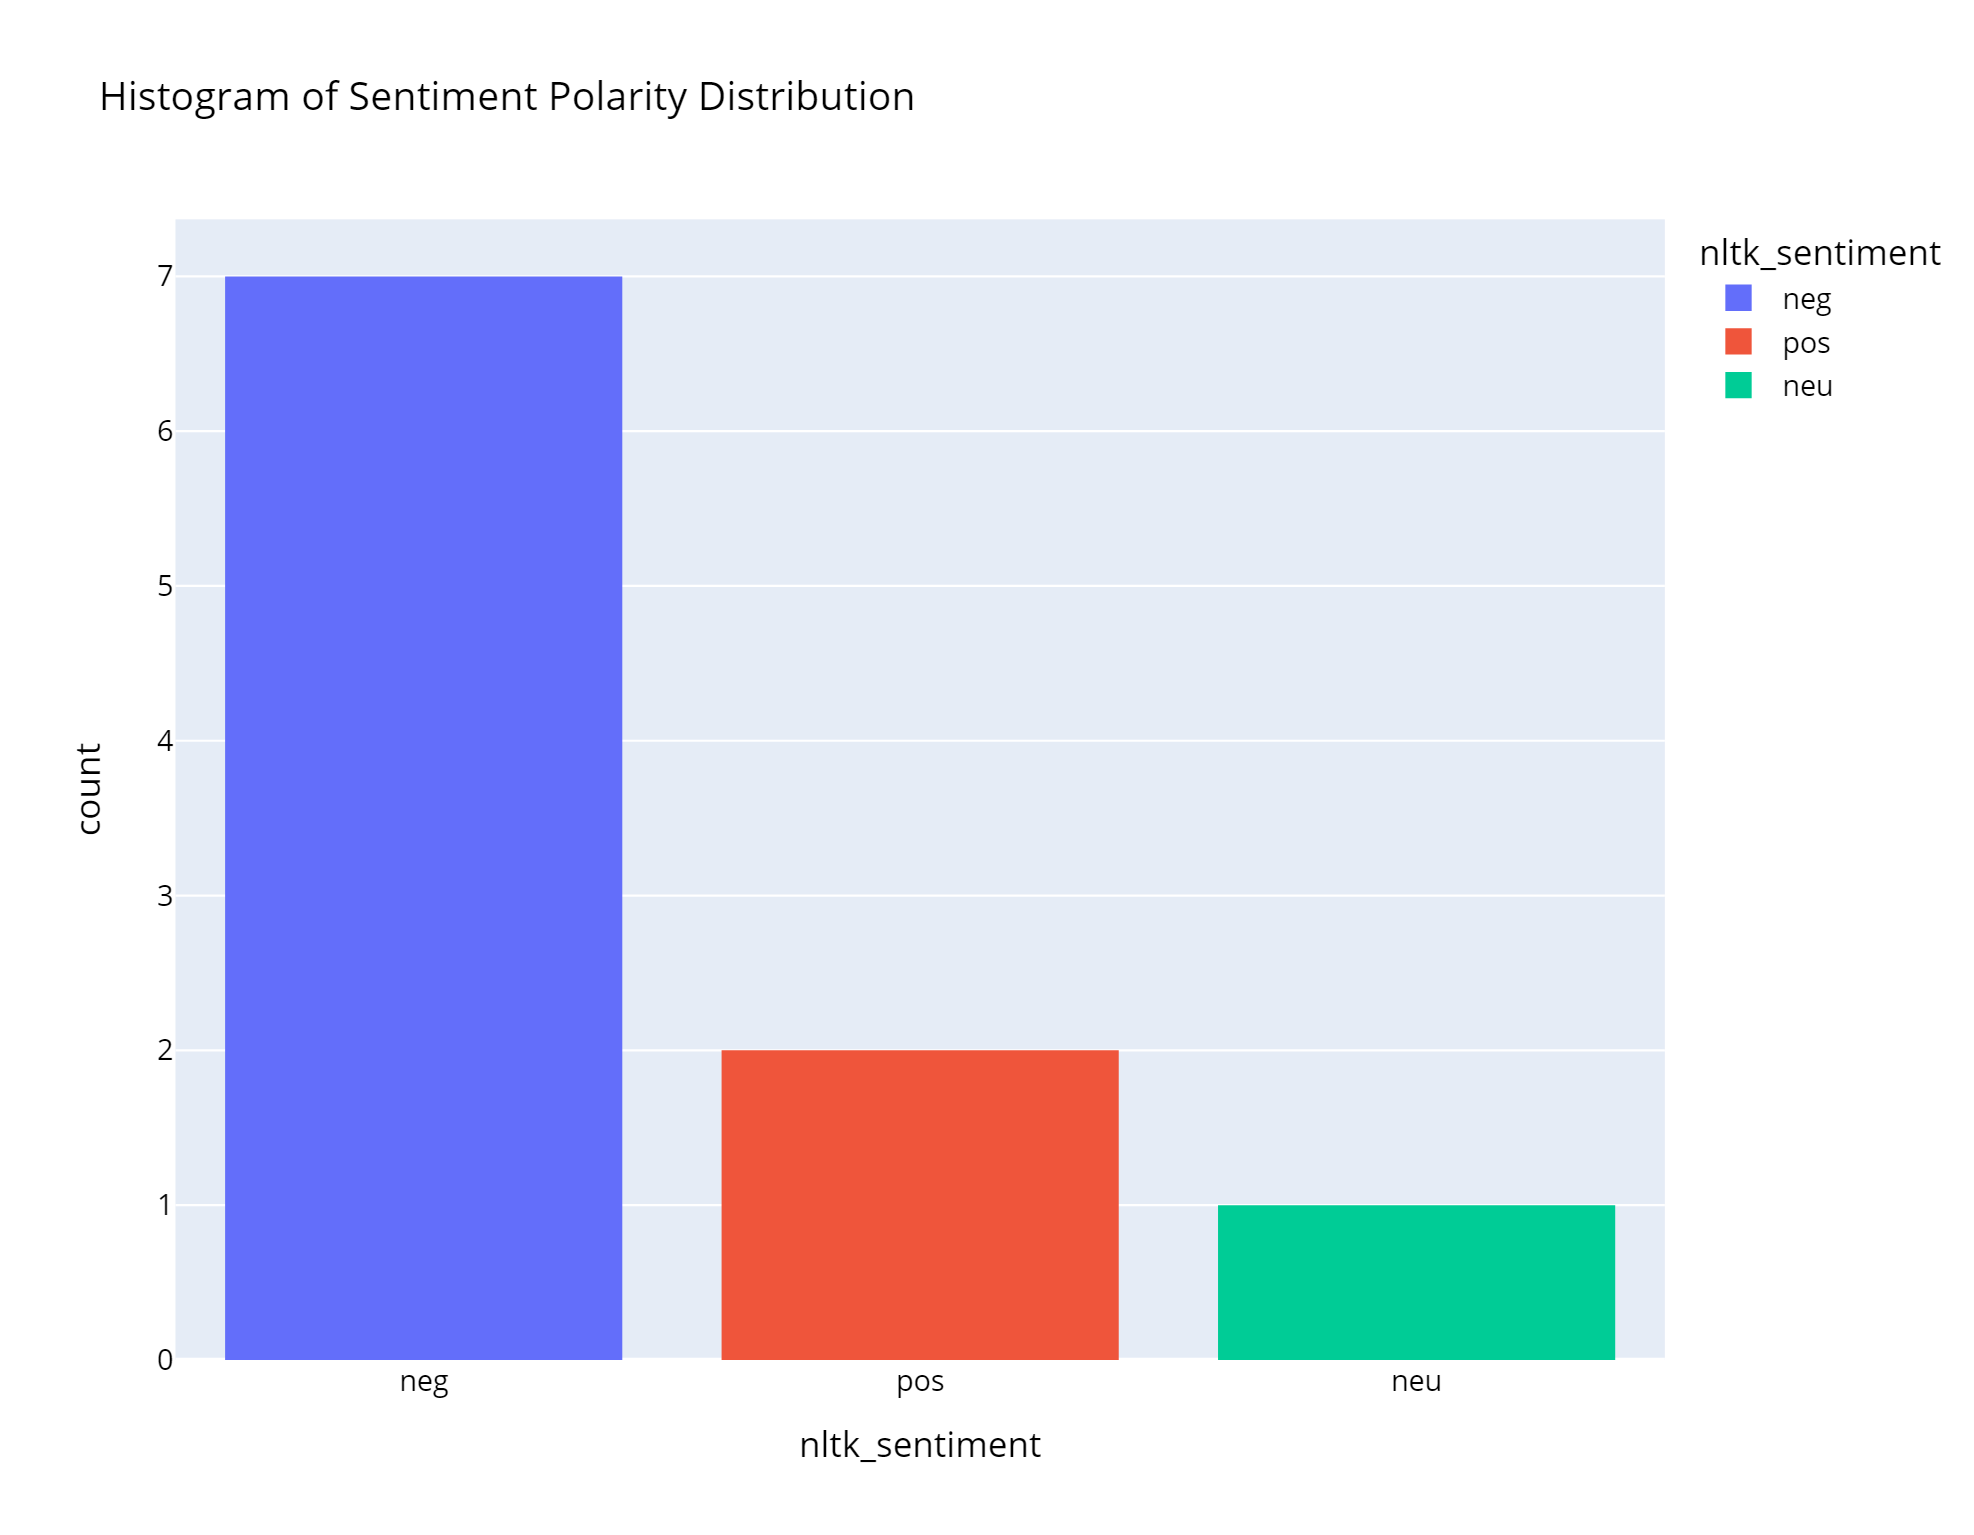 Histogram of Sentiment Polarity Distribution
nltk_sentiment
neg
pos
neu
7
6
5
4
3
2
1
0
count
neg
pos
neu
nltk_sentiment